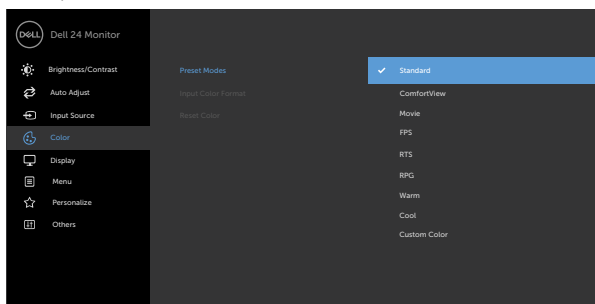 DELL Dell 24 Monitor
Brightness/Contrast
Auto Adjust
Input Source
Color
Display
Menu
Personalize
Others
Preset Modes
Input Color Format
Reset Color
Standard
ComfortView
Movie
FPS
RTS
RPG
Warm
Cool
Custom Color